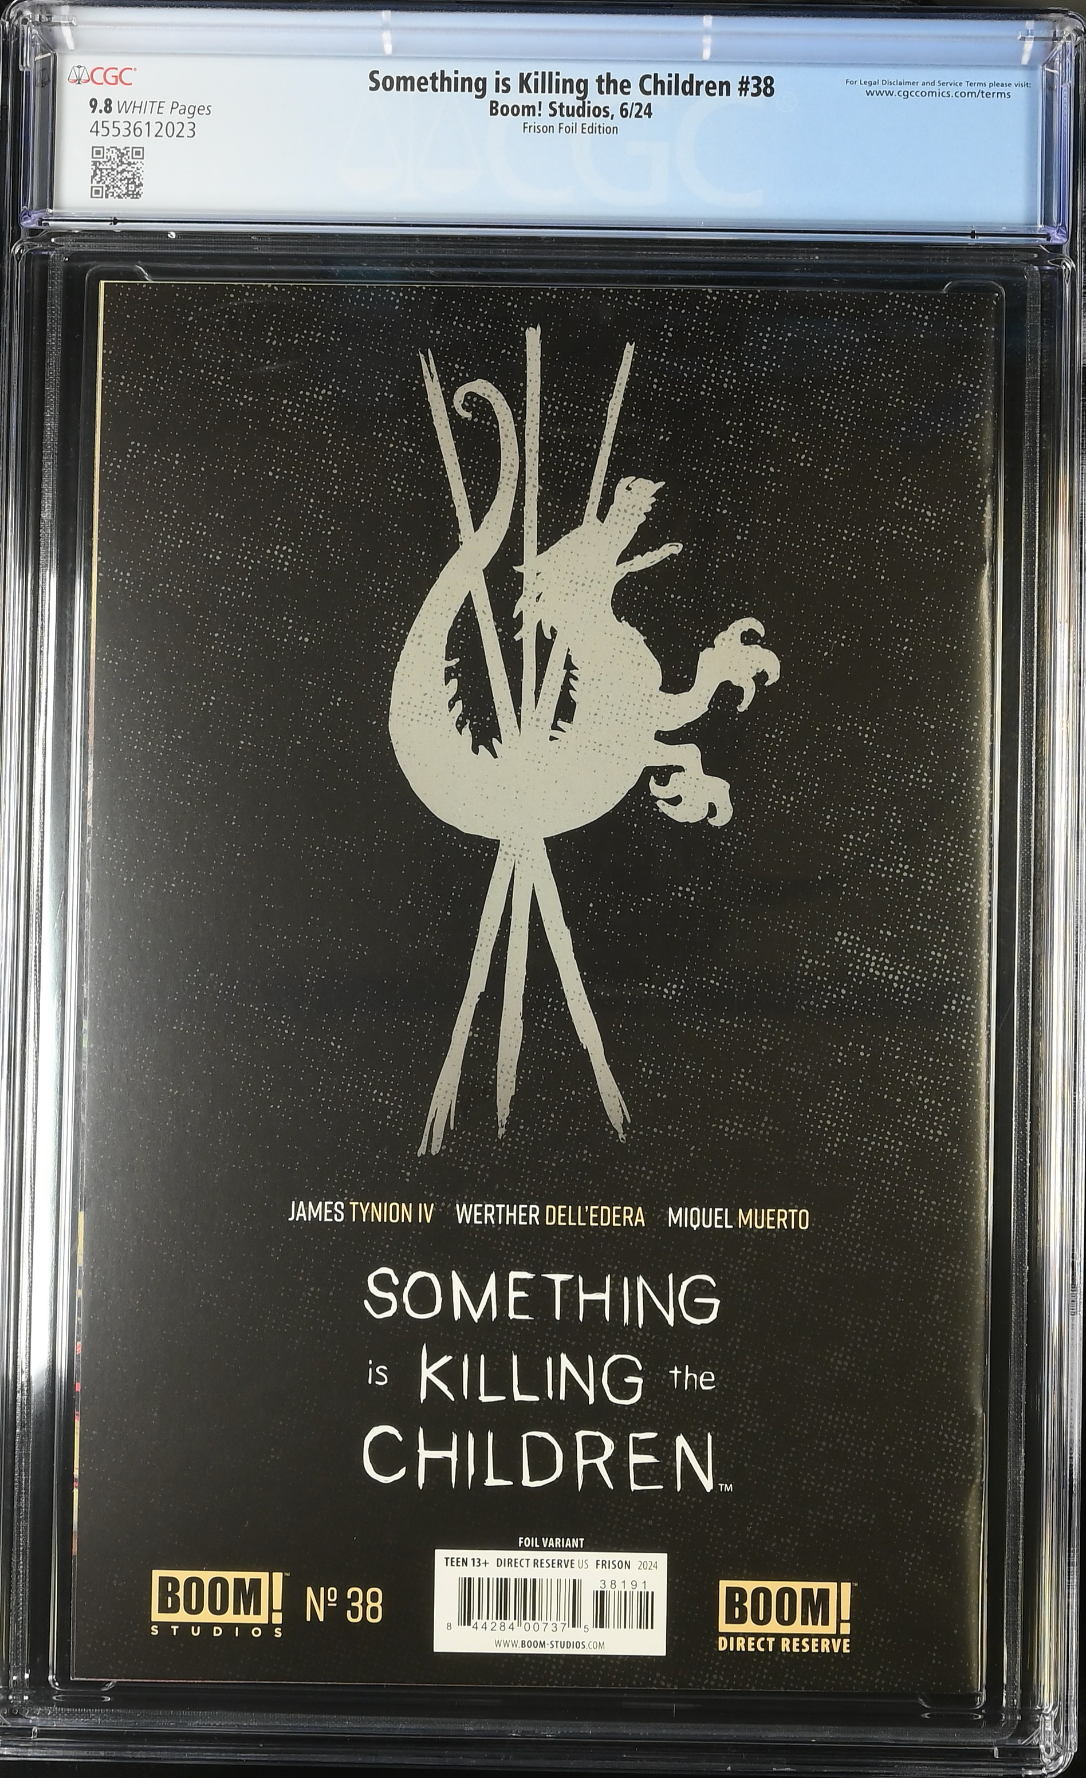 CGC
9.8 WHITE Pages
4553612023
Something is Killing the Children #38
Boom! Studios, 6/24
Frison Foil Edition
For Legal Disclaimer and Service Terms please visit:
www.cgccomics.com/terms
CGC
JAMES TYNION IV WERTHER DELL'EDERA MIQUEL MUERTO
SOMETHING
is KILLING the
CHILDREN™
FOIL VARIANT
TEEN 13+ DIRECT RESERVE US FRISON 2024
38191
8 44284 00737 5
WWW.BOOM-STUDIOS.COM
BOOM!™
STUDIOS
Nº 38
BOOM!™
DIRECT RESERVE